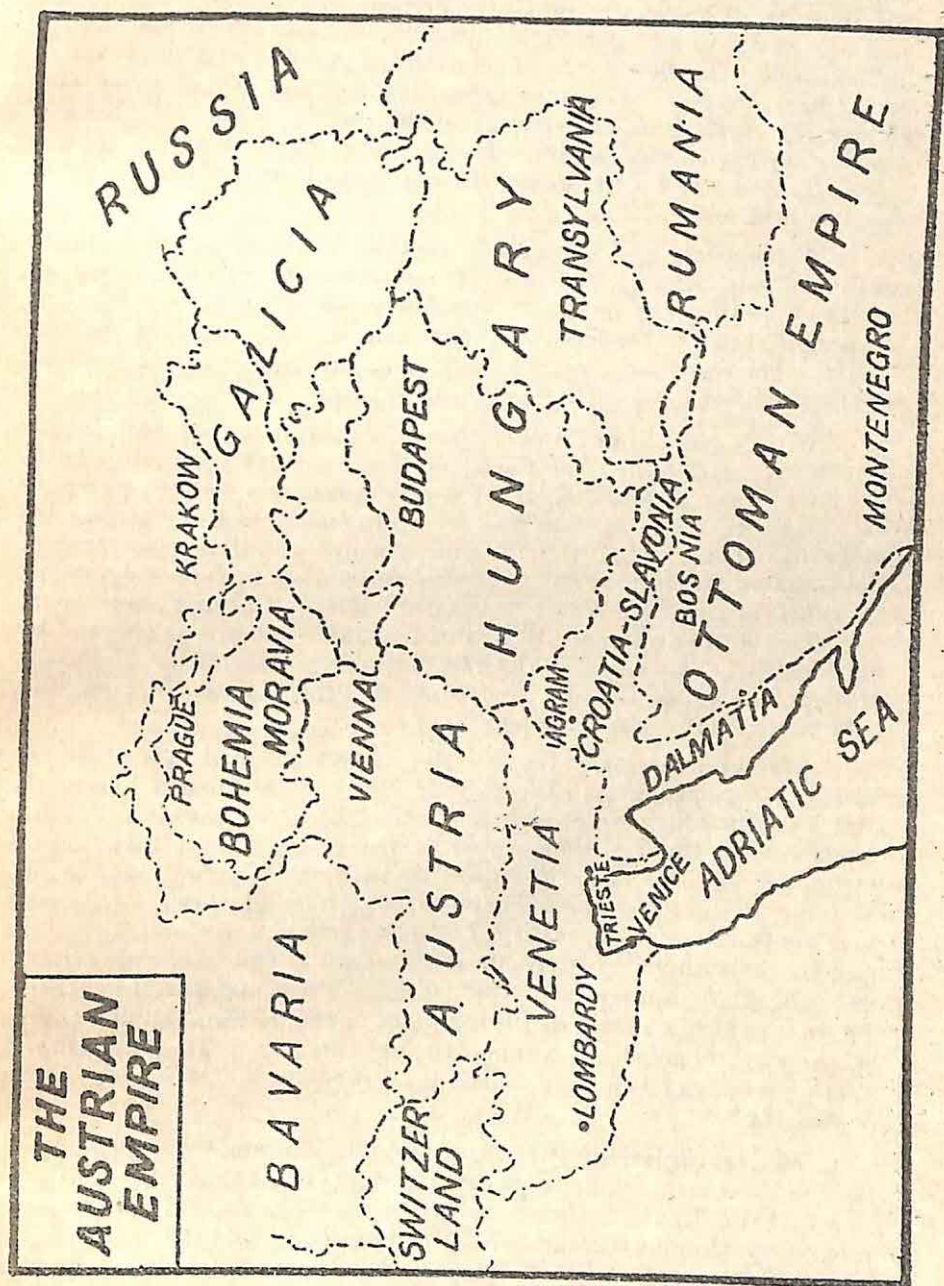 THE
AUSTRIAN
EMPIRE
RUSSIA
KRAKOW
GALICIA
PRAGUE
BOHEMIA
MORAVIA
BAVARIA
VIENNA
BUDAPEST
SWITZER
LAND
AUSTRIA
HUNGARY
TRANSYLVANIA
VENETIA
AGRAM
CROATIA-SLAVONIA
RUMANIA
LOMBARDY
TRIESTE
VENICE
BOSNIA
DALMATIA
OTTOMAN EMPIRE
ADRIATIC SEA
MONTENEGRO